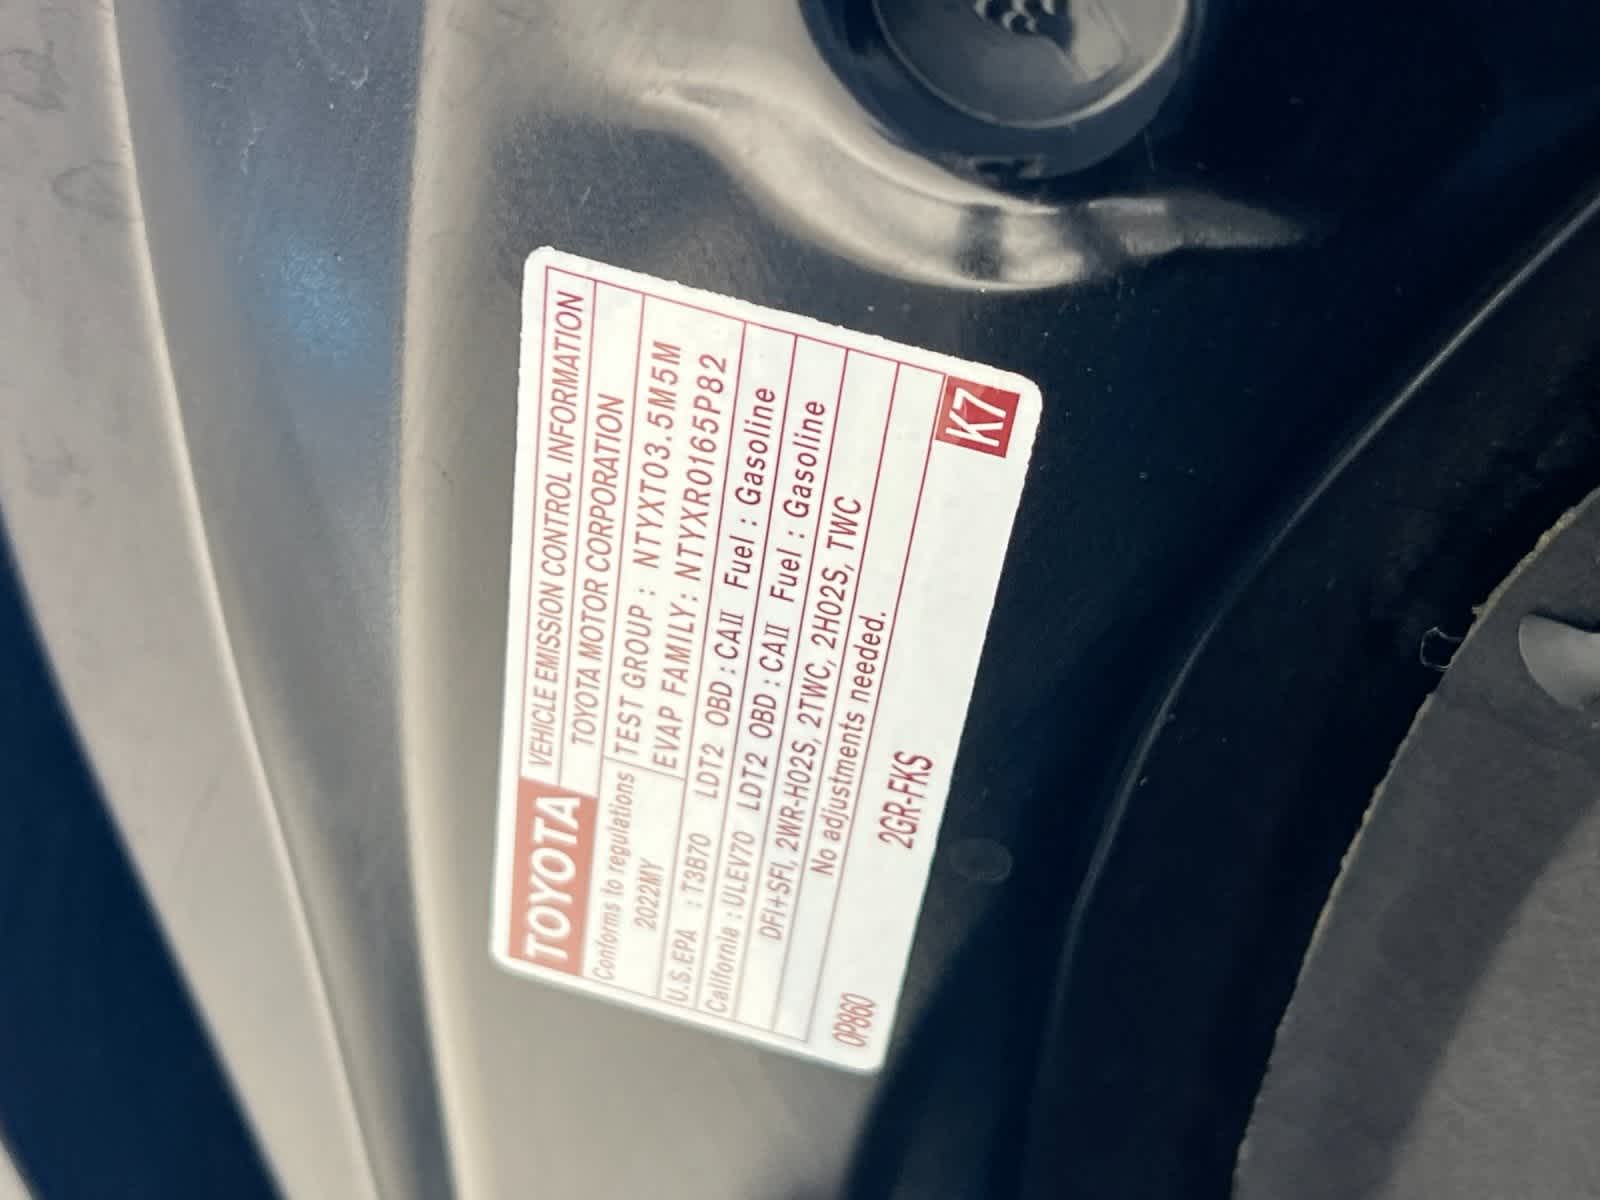 TOYOTA VEHICLE EMISSION CONTROL INFORMATION
TOYOTA MOTOR CORPORATION
Conforms to regulations TEST GROUP : NTYXT03.5M5M
2022MY EVAP FAMILY : NTYXR0165P82
U.S.EPA : T3B70 LDT2 OBD : CAII Fuel : Gasoline
California : ULEV70 LDT2 OBD : CAII Fuel : Gasoline
DFI+SFI, 2WR-HO2S, 2TWC, 2HO2S, TWC
No adjustments needed.
2GR-FKS
0P860 K7